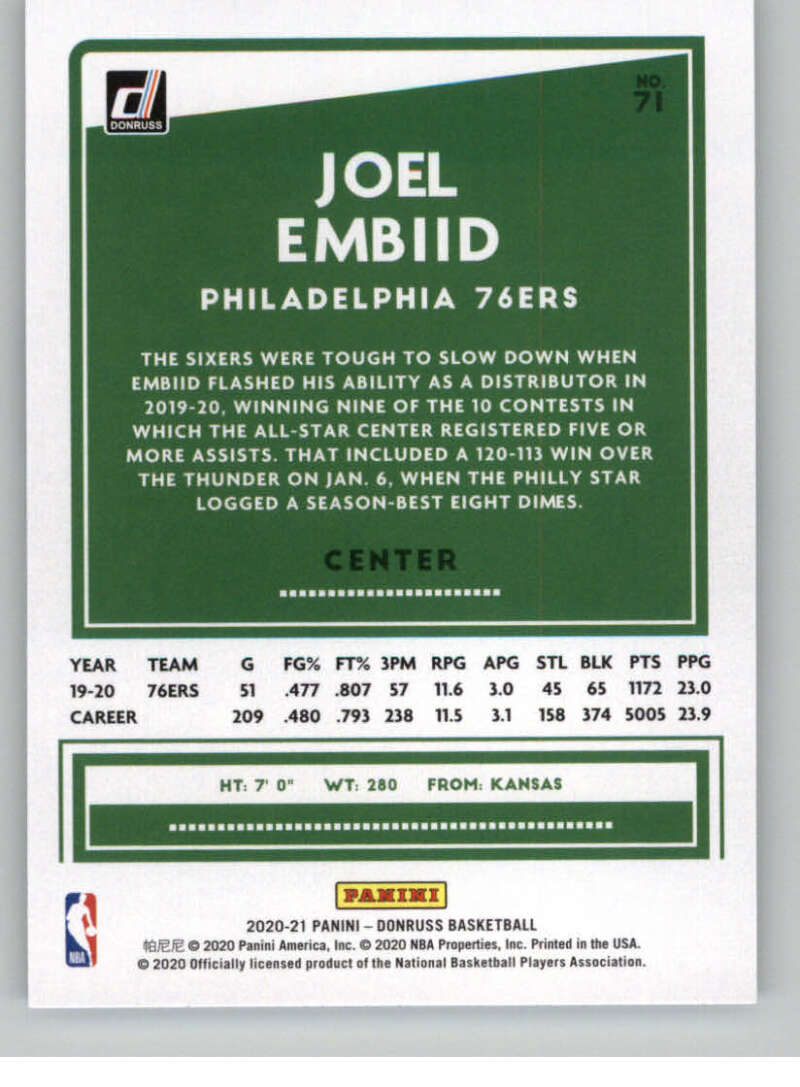 DONRUSS
NO.
71
JOEL
EMBIID
PHILADELPHIA 76ERS
THE SIXERS WERE TOUGH TO SLOW DOWN WHEN
EMBIID FLASHED HIS ABILITY AS A DISTRIBUTOR IN
2019-20, WINNING NINE OF THE 10 CONTESTS IN
WHICH THE ALL-STAR CENTER REGISTERED FIVE OR
MORE ASSISTS. THAT INCLUDED A 120-113 WIN OVER
THE THUNDER ON JAN. 6, WHEN THE PHILLY STAR
LOGGED A SEASON-BEST EIGHT DIMES.
CENTER
YEAR TEAM G FG% FT% 3PM RPG APG STL BLK PTS PPG
19-20 76ERS 51 .477 .807 57 11.6 3.0 45 65 1172 23.0
CAREER 209 .480 .793 238 11.5 3.1 158 374 5005 23.9
HT: 7' 0" WT: 280 FROM: KANSAS
PANINI
2020-21 PANINI – DONRUSS BASKETBALL
帕尼尼 © 2020 Panini America, Inc. © 2020 NBA Properties, Inc. Printed in the USA.
© 2020 Officially licensed product of the National Basketball Players Association.
NBA